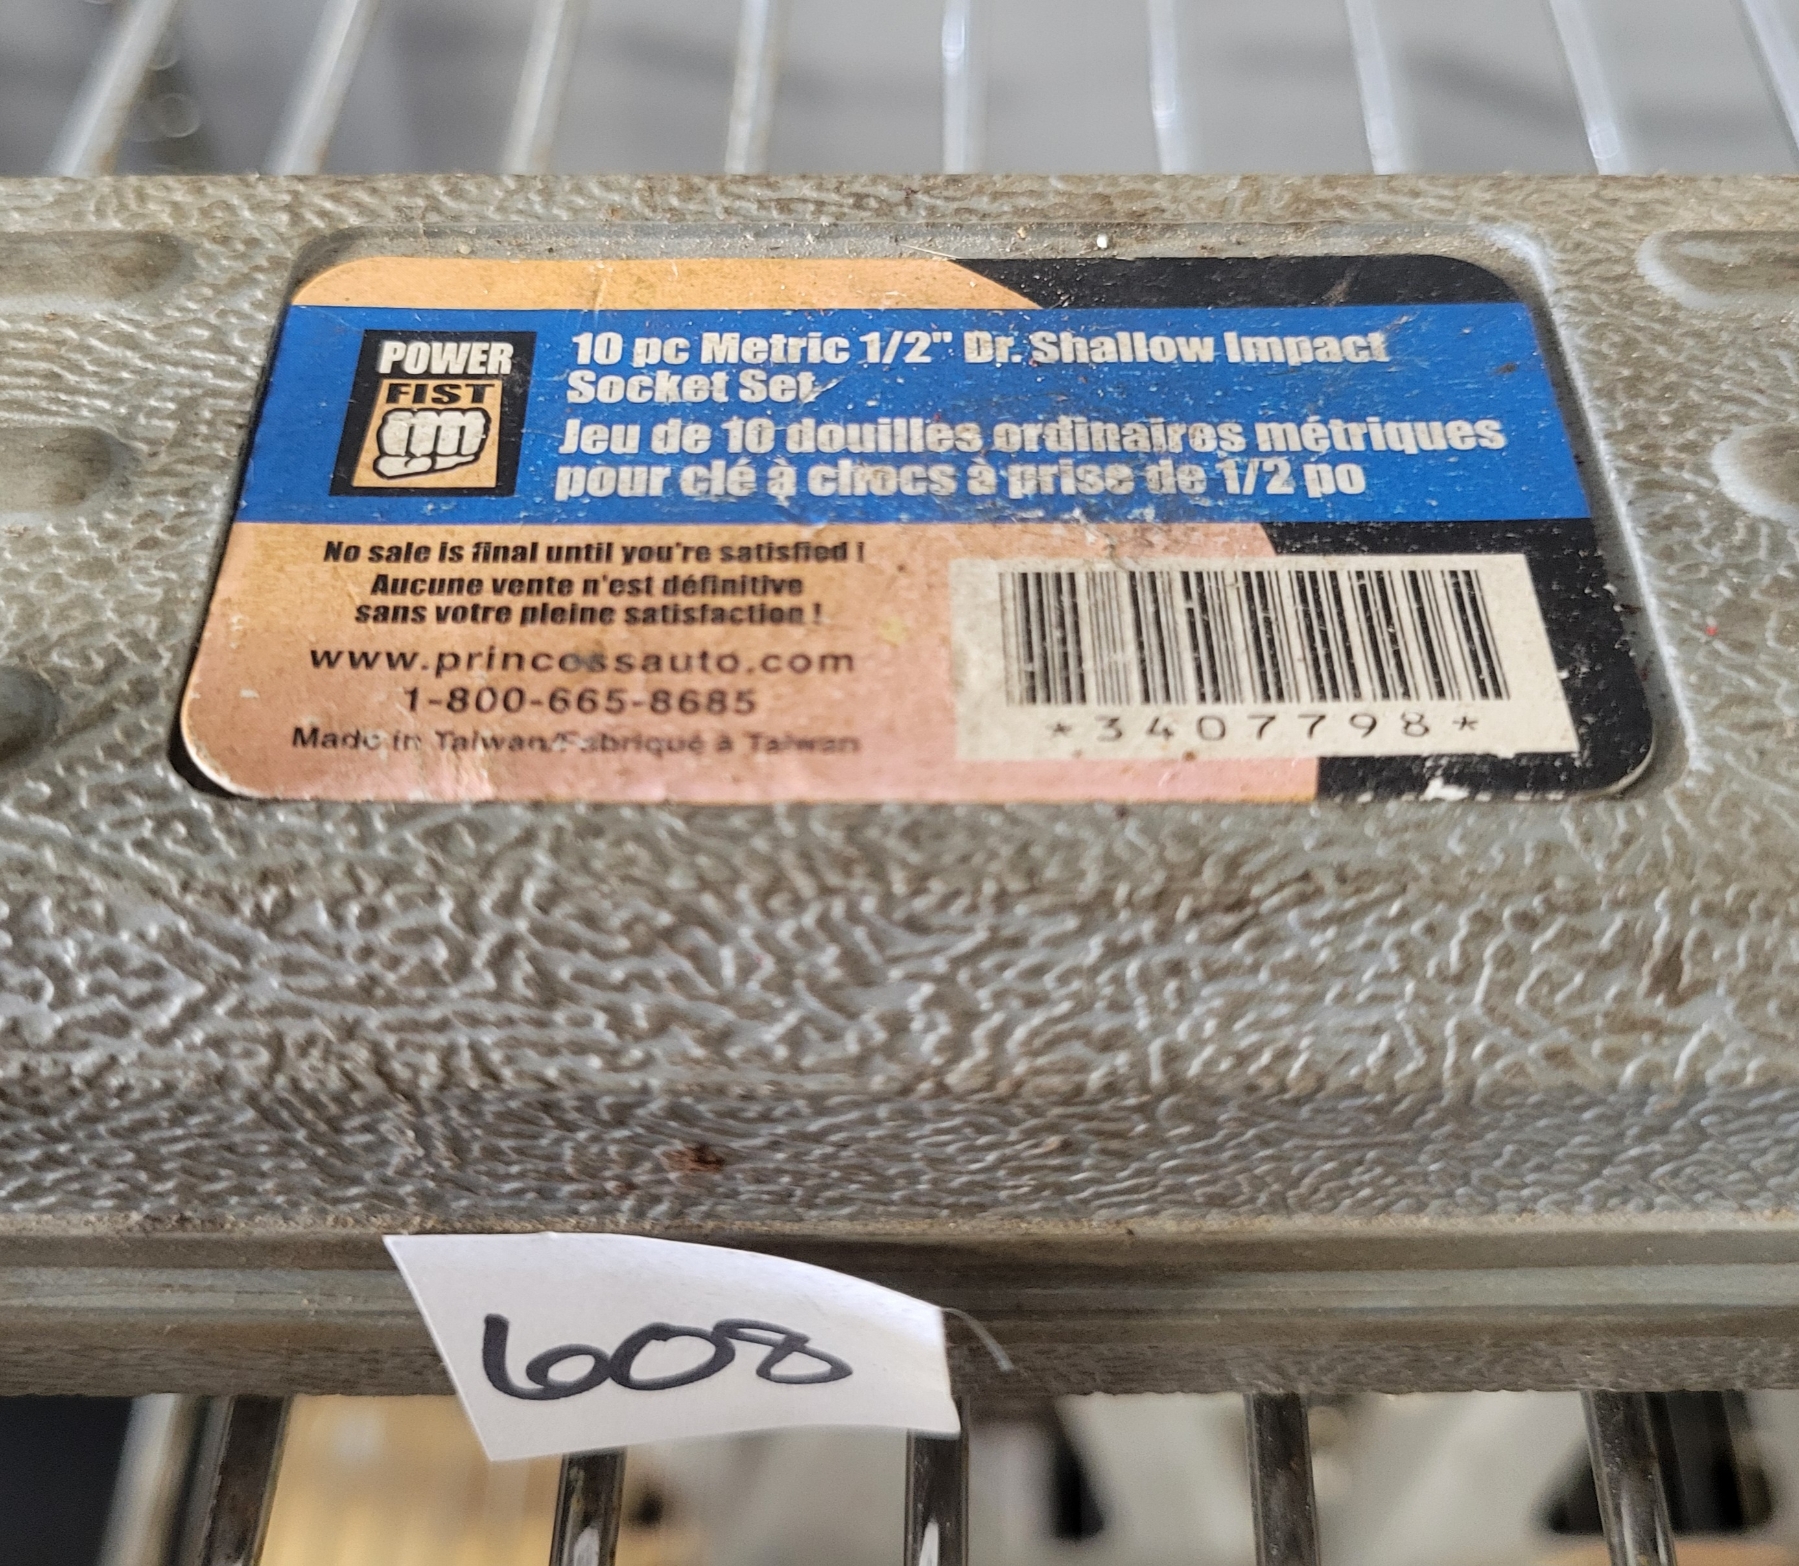 POWER
FIST
10 pc Metric 1/2" Dr. Shallow Impact
Socket Set
Jeu de 10 douilles ordinaires métriques
pour clé à chocs à prise de 1/2 po
No sale is final until you're satisfied !
Aucune vente n'est définitive
sans votre pleine satisfaction !
www.princessauto.com
1-800-665-8685
Made in Taiwan/Fabriqué à Taiwan
*3407798*
608